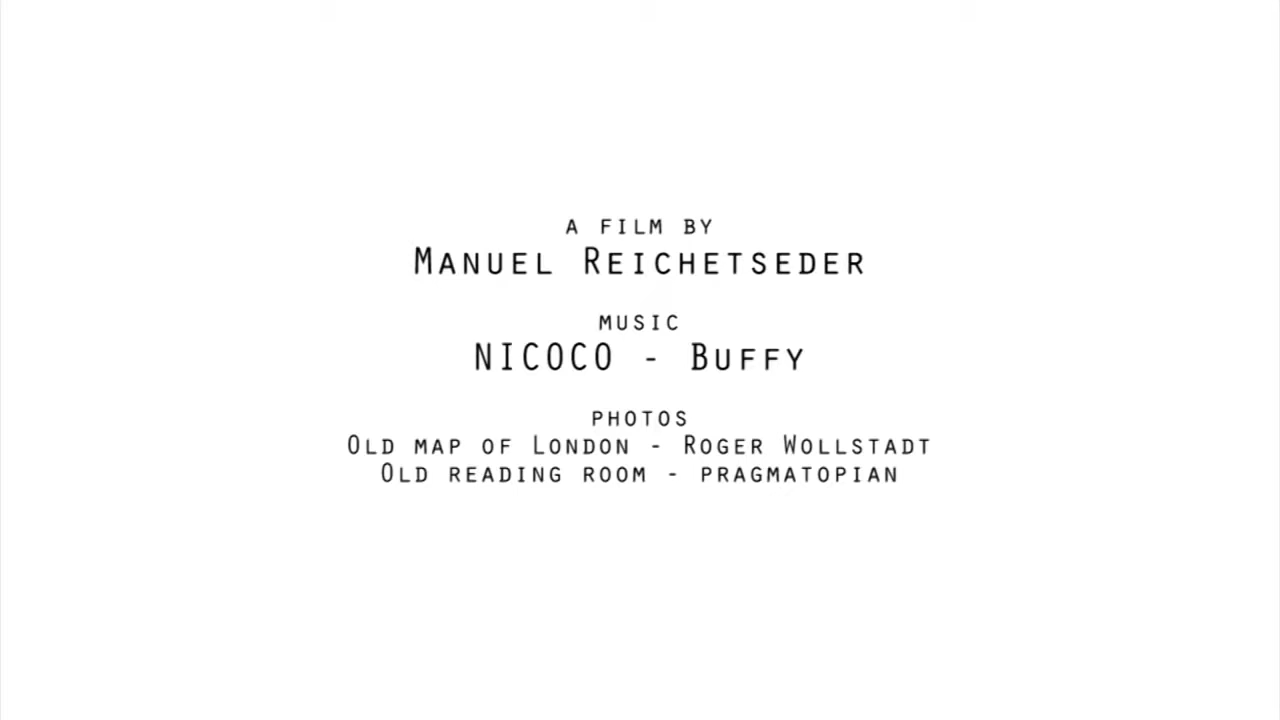 A FILM BY
MANUEL REICHETSEDER
MUSIC
NICOCO - BUFFY
PHOTOS
OLD MAP OF LONDON - ROGER WOLLSTADT
OLD READING ROOM - PRAGMATOPIAN